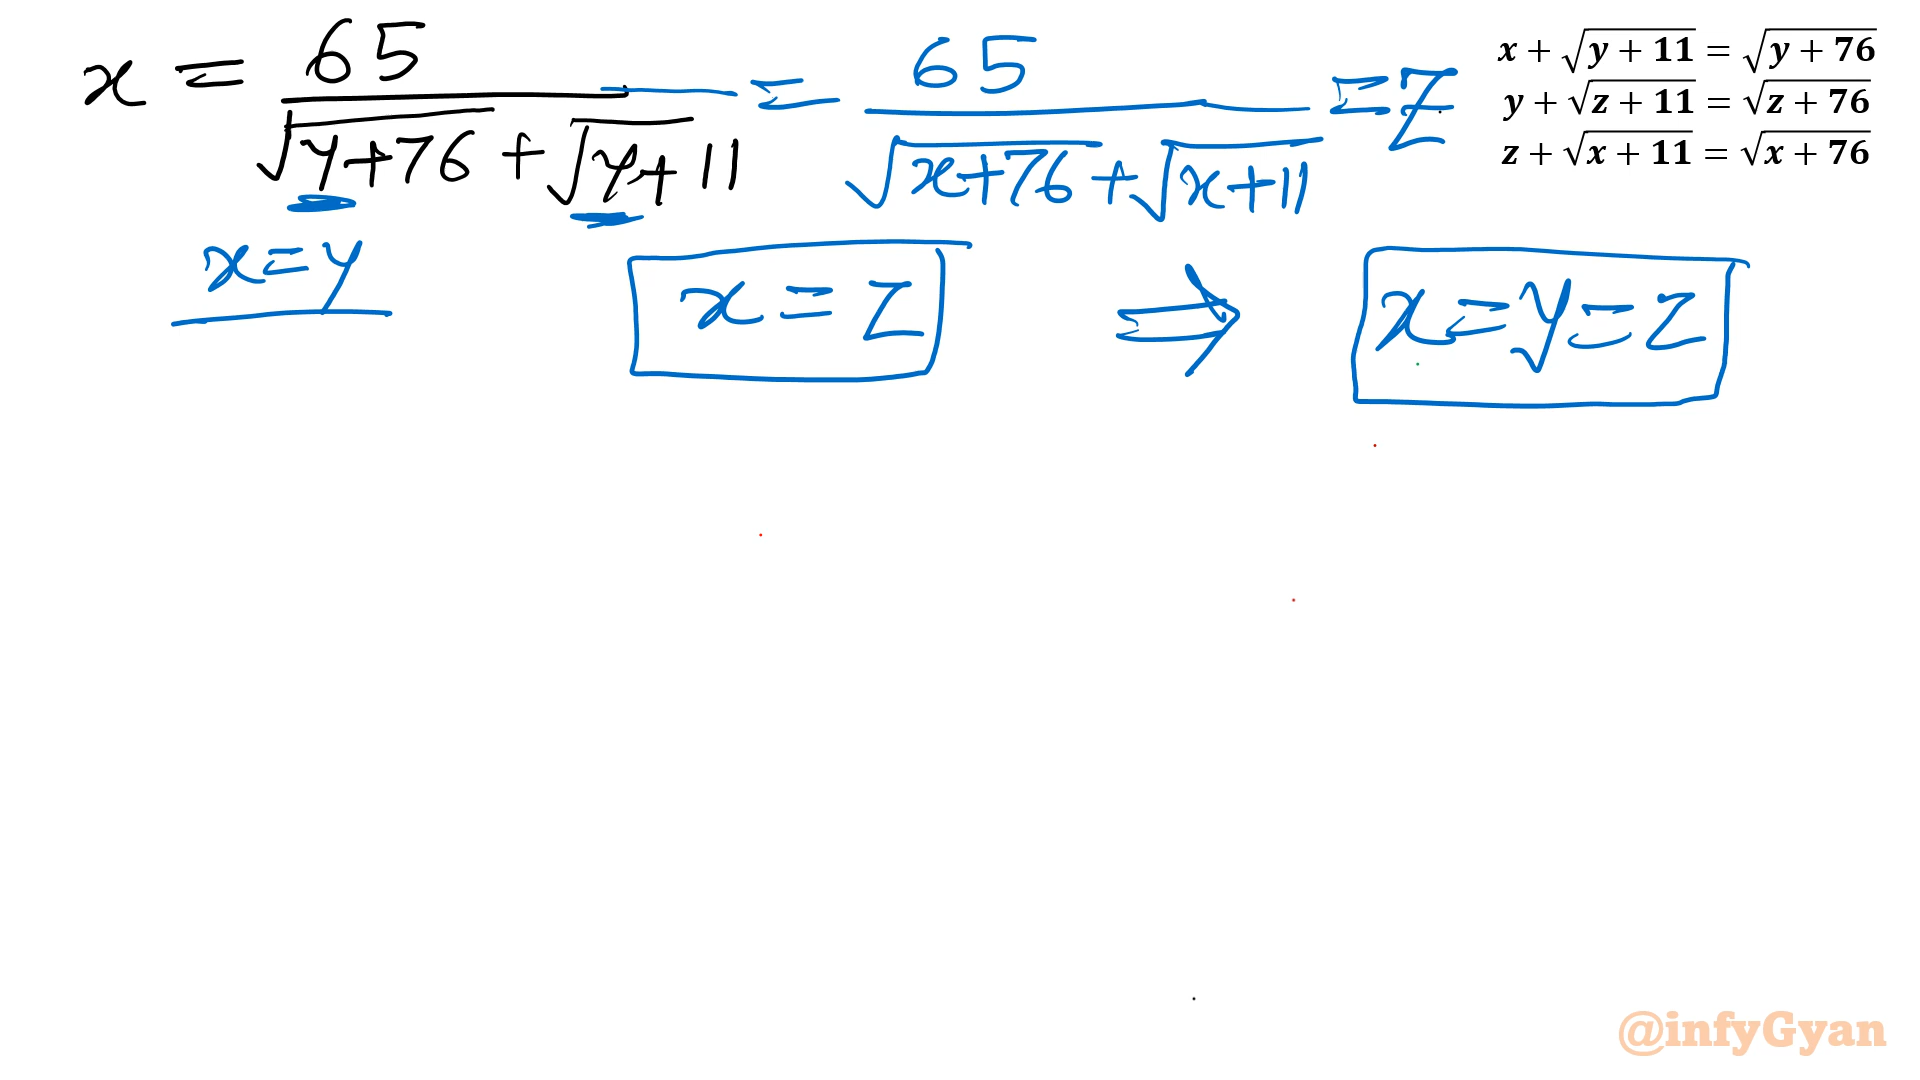 x = 65 / (√(y+76) + √(y+11)) = 65 / (√(x+76) + √(x+11)) = Z
x + √(y + 11) = √(y + 76)
y + √(z + 11) = √(z + 76)
z + √(x + 11) = √(x + 76)
x = y
x = Z ⇒ x = y = Z
@infyGyan